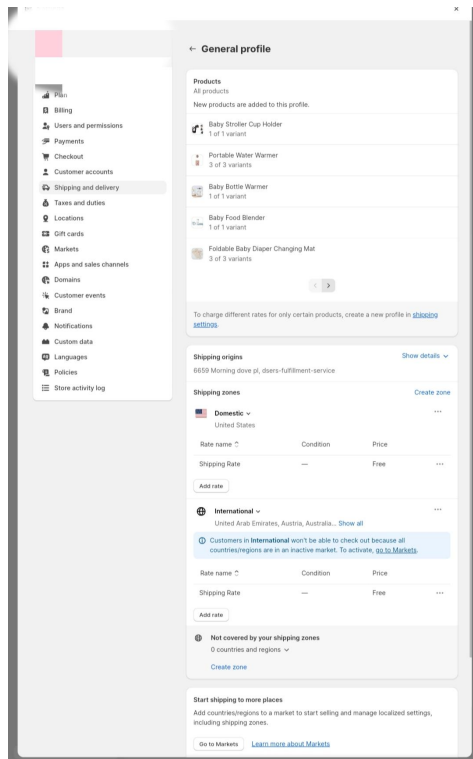 General profile
Plan
Billing
Users and permissions
Payments
Checkout
Customer accounts
Shipping and delivery
Taxes and duties
Locations
Gift cards
Markets
Apps and sales channels
Domains
Customer events
Brand
Notifications
Custom data
Languages
Policies
Store activity log
Products
All products
New products are added to this profile.
Baby Stroller Cup Holder
1 of 1 variant
Portable Water Warmer
3 of 3 variants
Baby Bottle Warmer
1 of 1 variant
Baby Food Blender
1 of 1 variant
Foldable Baby Diaper Changing Mat
3 of 3 variants
To charge different rates for only certain products, create a new profile in shipping
settings.
Shipping origins Show details
6659 Morning dove pl, dsers-fulfillment-service
Shipping zones Create zone
Domestic
United States
Rate name Condition Price
Shipping Rate — Free
Add rate
International
United Arab Emirates, Austria, Australia... Show all
Customers in International won't be able to check out because all
countries/regions are in an inactive market. To activate, go to Markets.
Rate name Condition Price
Shipping Rate — Free
Add rate
Not covered by your shipping zones
0 countries and regions
Create zone
Start shipping to more places
Add countries/regions to a market to start selling and manage localized settings,
including shipping zones.
Go to Markets Learn more about Markets